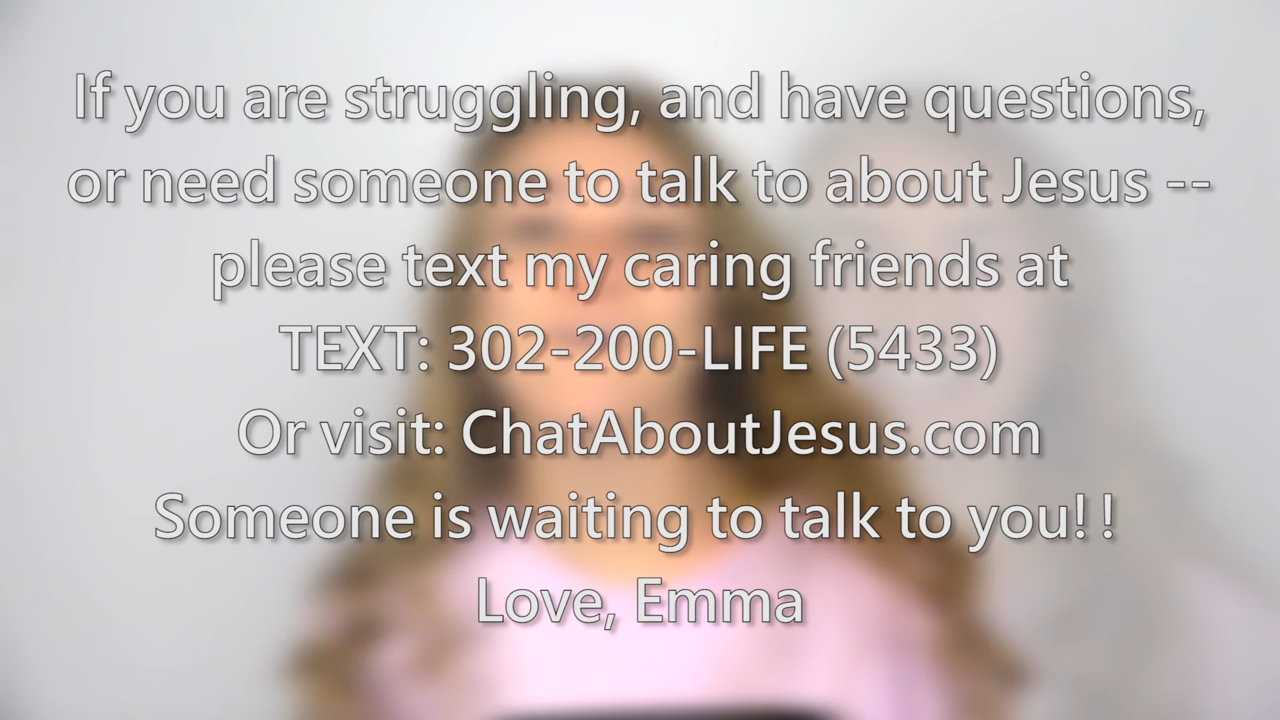 If you are struggling, and have questions,
or need someone to talk to about Jesus --
please text my caring friends at
TEXT: 302-200-LIFE (5433)
Or visit: ChatAboutJesus.com
Someone is waiting to talk to you!!
Love, Emma